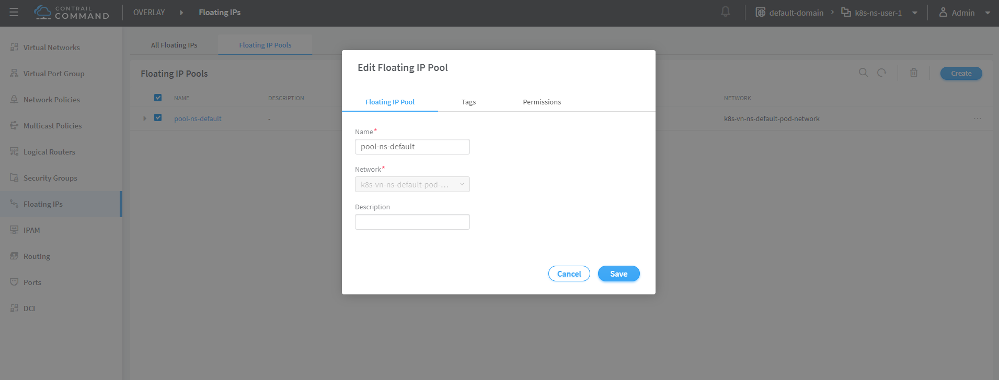 CONTRAIL
COMMAND
OVERLAY
Floating IPs
default-domain
k8s-ns-user-1
Admin
Virtual Networks
Virtual Port Group
Network Policies
Multicast Policies
Logical Routers
Security Groups
Floating IPs
IPAM
Routing
Ports
DCI
All Floating IPs
Floating IP Pools
Floating IP Pools
Create
NAME
DESCRIPTION
NETWORK
pool-ns-default
-
k8s-vn-ns-default-pod-network
...
Edit Floating IP Pool
Floating IP Pool
Tags
Permissions
Name*
pool-ns-default
Network*
k8s-vn-ns-default-pod-...
Description
Cancel
Save